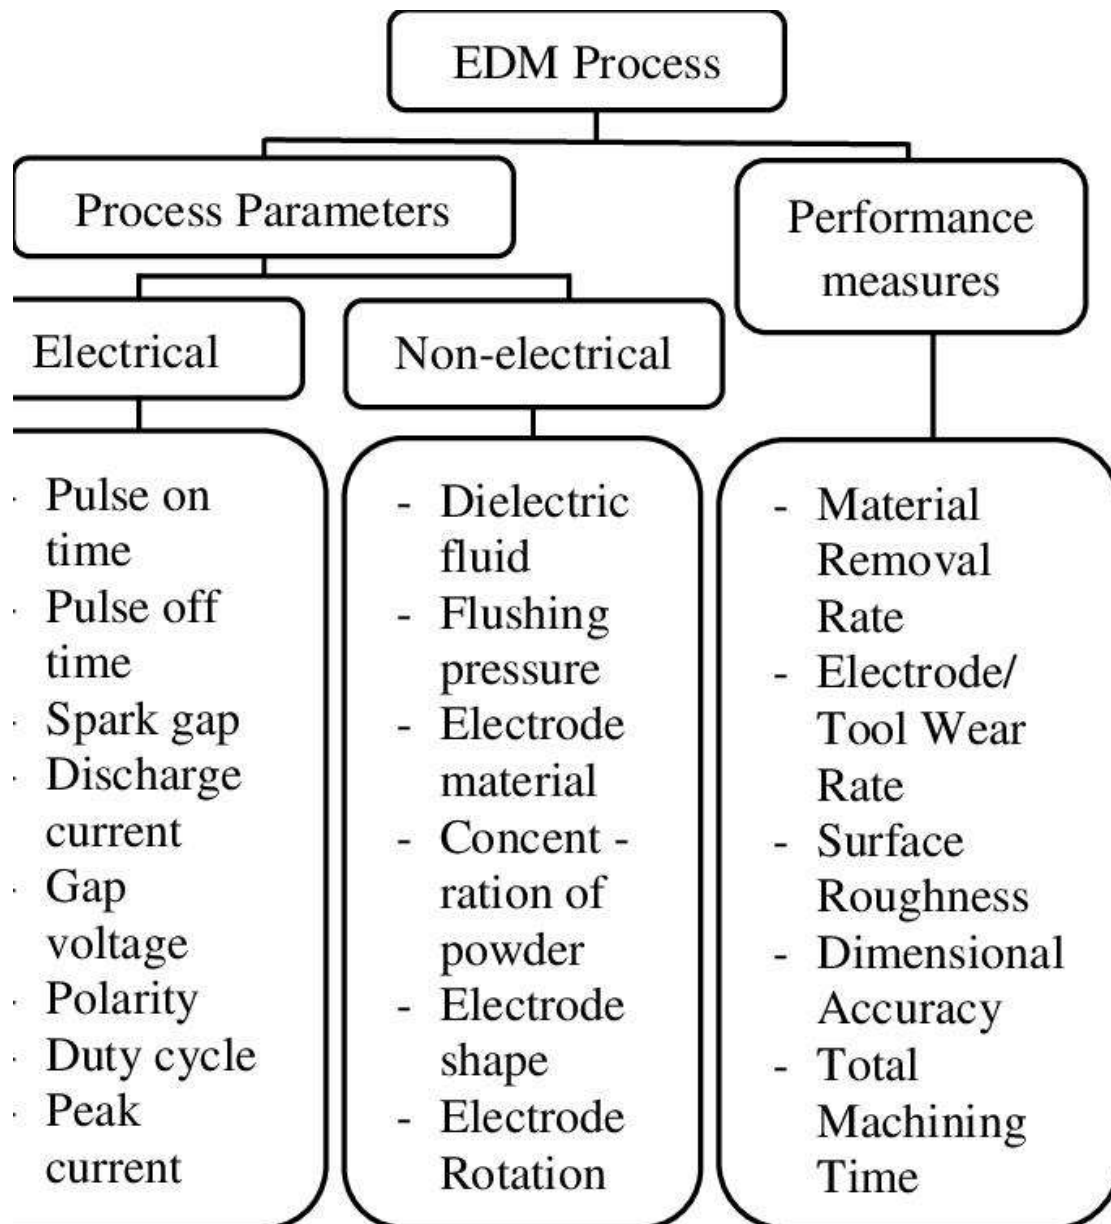 EDM Process
Process Parameters
Performance
measures
Electrical
Non-electrical
- Pulse on
time
- Pulse off
time
- Spark gap
- Discharge
current
- Gap
voltage
- Polarity
- Duty cycle
- Peak
current
- Dielectric
fluid
- Flushing
pressure
- Electrode
material
- Concent -
ration of
powder
- Electrode
shape
- Electrode
Rotation
- Material
Removal
Rate
- Electrode/
Tool Wear
Rate
- Surface
Roughness
- Dimensional
Accuracy
- Total
Machining
Time